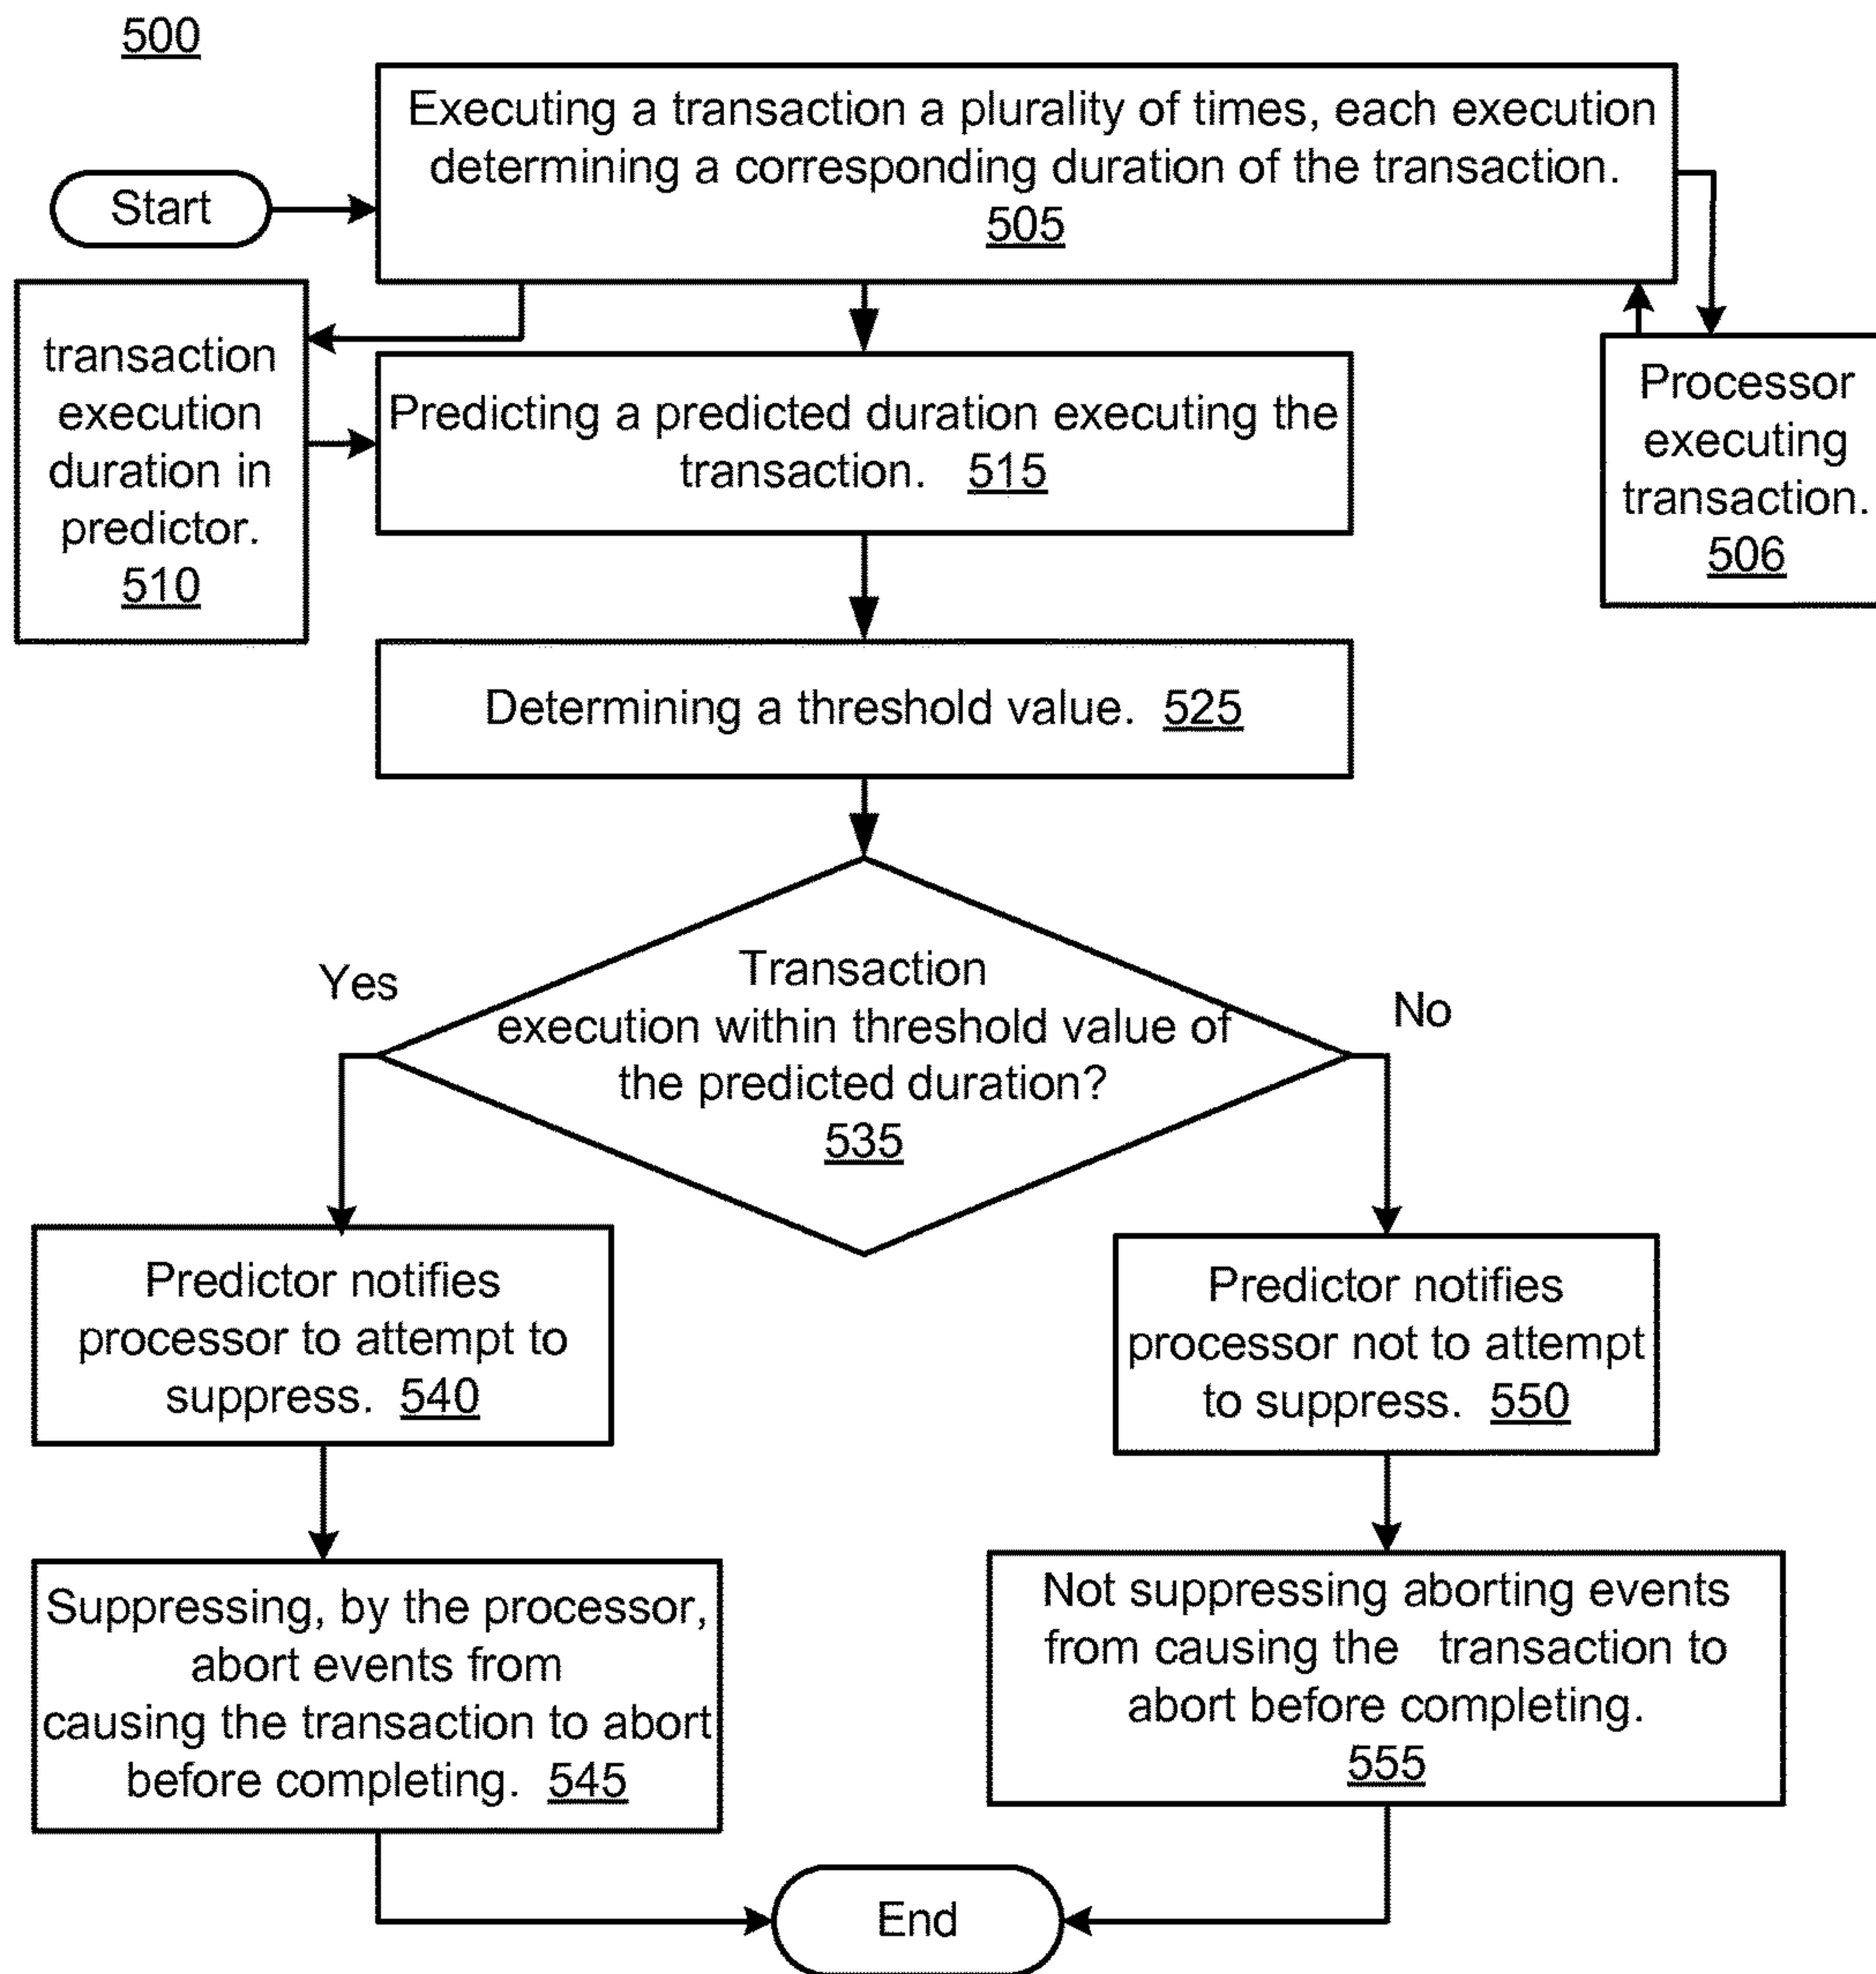 500
Executing a transaction a plurality of times, each execution
determining a corresponding duration of the transaction.
505
Start
transaction
execution
duration in
predictor.
510
Predicting a predicted duration executing the
transaction. 515
Processor
executing
transaction.
506
Determining a threshold value. 525
Transaction
execution within threshold value of
the predicted duration?
535
Yes
No
Predictor notifies
processor to attempt to
suppress. 540
Predictor notifies
processor not to attempt
to suppress. 550
Suppressing, by the processor,
abort events from
causing the transaction to abort
before completing. 545
Not suppressing aborting events
from causing the transaction to
abort before completing.
555
End